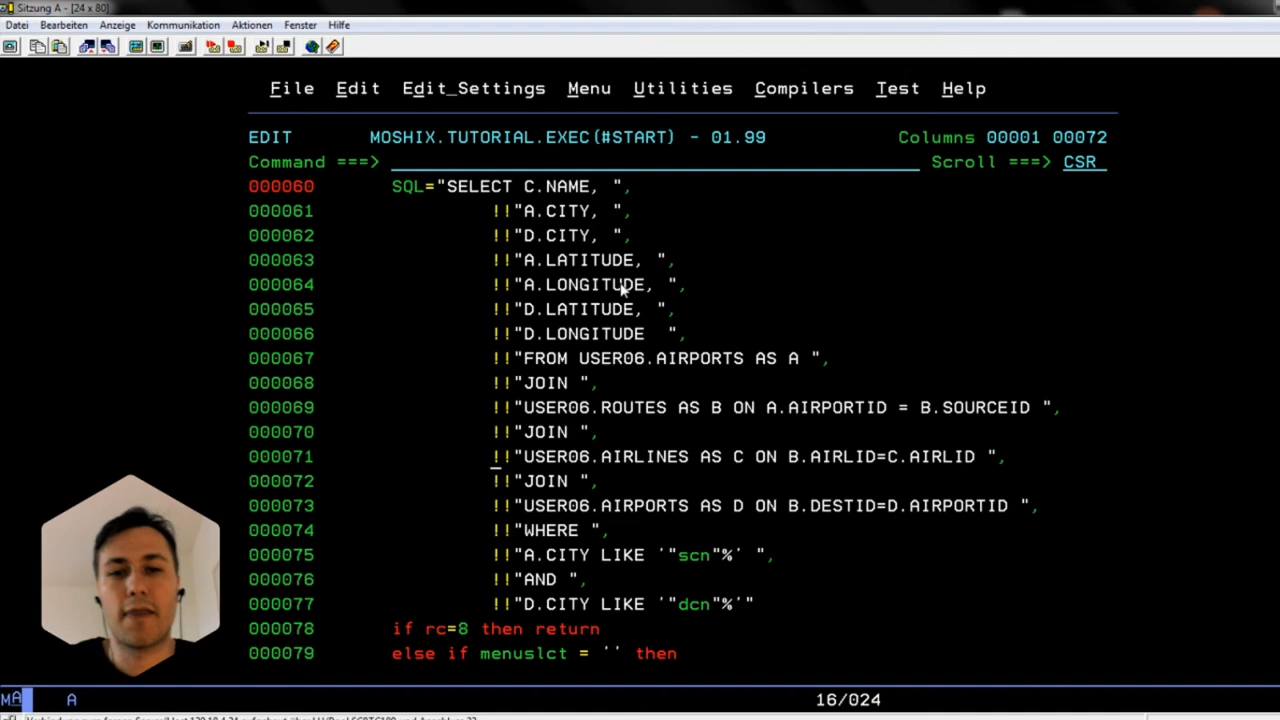 Sitzung A - [24 x 80]
Datei Bearbeiten Anzeige Kommunikation Aktionen Fenster Hilfe
File Edit Edit_Settings Menu Utilities Compilers Test Help
EDIT MOSHIX.TUTORIAL.EXEC(#START) - 01.99 Columns 00001 00072
Command ===> Scroll ===> CSR
000060 SQL="SELECT C.NAME, ",
000061 !!"A.CITY, ",
000062 !!"D.CITY, ",
000063 !!"A.LATITUDE, ",
000064 !!"A.LONGITUDE, ",
000065 !!"D.LATITUDE, ",
000066 !!"D.LONGITUDE  ",
000067 !!"FROM USER06.AIRPORTS AS A ",
000068 !!"JOIN ",
000069 !!"USER06.ROUTES AS B ON A.AIRPORTID = B.SOURCEID ",
000070 !!"JOIN ",
000071 !!"USER06.AIRLINES AS C ON B.AIRLID=C.AIRLID ",
000072 !!"JOIN ",
000073 !!"USER06.AIRPORTS AS D ON B.DESTID=D.AIRPORTID ",
000074 !!"WHERE ",
000075 !!"A.CITY LIKE '"scn"%' ",
000076 !!"AND ",
000077 !!"D.CITY LIKE '"dcn"%'"
000078 if rc=8 then return
000079 else if menuslct = '' then
MA A 16/024